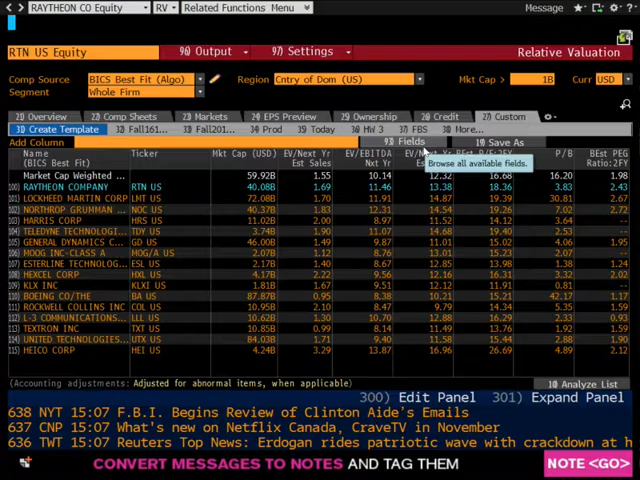 RAYTHEON CO Equity RV Related Functions Menu Message
RTN US Equity 96) Output 97) Settings Relative Valuation
Comp Source BICS Best Fit (Algo) Region Cntry of Dom (US) Mkt Cap > 1B Curr USD
Segment Whole Firm
21) Overview 22) Comp Sheets 23) Markets 24) EPS Preview 25) Ownership 26) Credit 27) Custom
31) Create Template 32) Fall161... 33) Fall201... 34) Prod 35) Today 36) HW 3 37) FBS 38) More...
Add Column 93) Fields 19) Save As
Name Ticker Mkt Cap (USD) EV/Next Yr EV/EBITDA EV/Next Yr BEst P/E:2FY P/B BEst PEG
(BICS Best Fit) Est Sales Nxt Yr Ratio:2FY
Browse all available fields.
Market Cap Weighted ... 59.92B 1.55 10.14 12.32 16.68 16.20 1.98
100) RAYTHEON COMPANY RTN US 40.08B 1.69 11.46 13.38 18.36 3.83 2.43
101) LOCKHEED MARTIN CORP LMT US 72.08B 1.70 11.91 14.87 19.39 30.81 2.67
102) NORTHROP GRUMMAN ... NOC US 40.37B 1.83 12.31 14.54 19.26 7.02 2.72
103) HARRIS CORP HRS US 11.02B 2.00 8.97 11.52 14.12 3.64 --
104) TELEDYNE TECHNOLOGI... TDY US 3.74B 1.90 11.07 14.68 19.40 2.53 --
105) GENERAL DYNAMICS C... GD US 46.00B 1.49 9.87 11.01 15.02 4.06 1.95
106) MOOG INC-CLASS A MOG/A US 2.07B 1.12 8.76 13.01 15.23 2.13 --
107) ESTERLINE TECHNOLOG... ESL US 2.17B 1.40 8.67 12.35 13.98 1.38 1.24
108) HEXCEL CORP HXL US 4.17B 2.22 9.56 12.16 16.31 3.32 2.02
109) KLX INC KLXI US 1.81B 1.67 9.51 12.24 11.91 0.81 --
110) BOEING CO/THE BA US 87.87B 0.95 8.38 10.21 15.21 42.17 1.17
111) ROCKWELL COLLINS INC COL US 10.95B 2.10 8.47 9.79 14.34 5.35 1.59
112) L-3 COMMUNICATIONS... LLL US 10.62B 1.30 10.70 12.88 16.29 2.33 0.93
113) TEXTRON INC TXT US 10.85B 0.99 8.14 11.49 13.76 1.92 1.59
114) UNITED TECHNOLOGIES... UTX US 84.03B 1.71 9.40 11.58 15.44 2.88 1.90
115) HEICO CORP HEI US 4.24B 3.29 13.87 16.96 26.69 4.89 2.12
(Accounting adjustments: Adjusted for abnormal items, when applicable) 10) Analyze List
300) Edit Panel 301) Expand Panel
638 NYT 15:07 F.B.I. Begins Review of Clinton Aide's Emails
637 CNP 15:07 What's new on Netflix Canada, CraveTV in November
636 TWT 15:07 Reuters Top News: Erdogan rides patriotic wave with crackdown at h
CONVERT MESSAGES TO NOTES AND TAG THEM NOTE <GO>